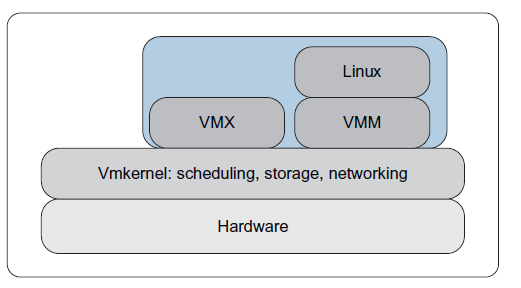 Linux
VMX
VMM
Vmkernel: scheduling, storage, networking
Hardware